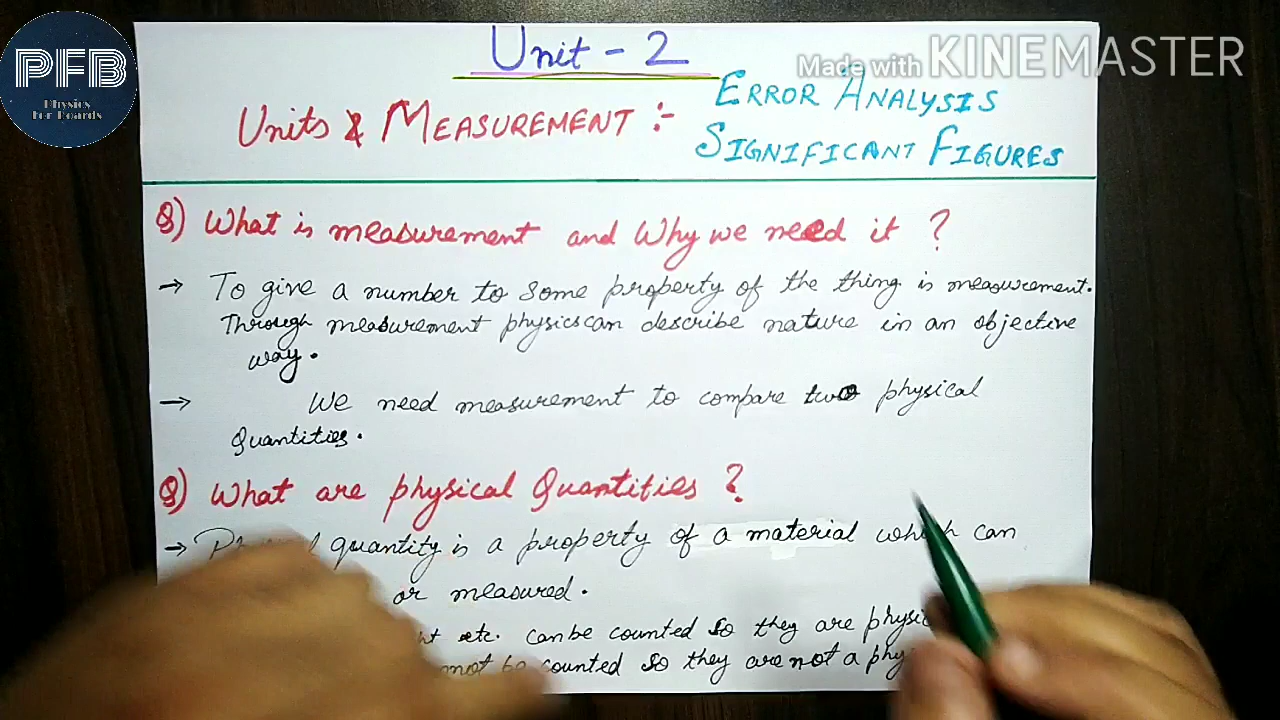 PFB
Physics
For Boards
Made with KINEMASTER
Unit - 2
Units & MEASUREMENT :-
ERROR ANALYSIS
SIGNIFICANT FIGURES
Q) What is measurement and Why we need it ?
→ To give a number to some property of the thing is measurement.
Through measurement physics can describe nature in an objective
way.
→ We need measurement to compare two physical
Quantities.
Q) What are physical Quantities ?
→ quantity is a property of a material which can
or measured.
etc. can be counted so they are
not be counted so they are not a